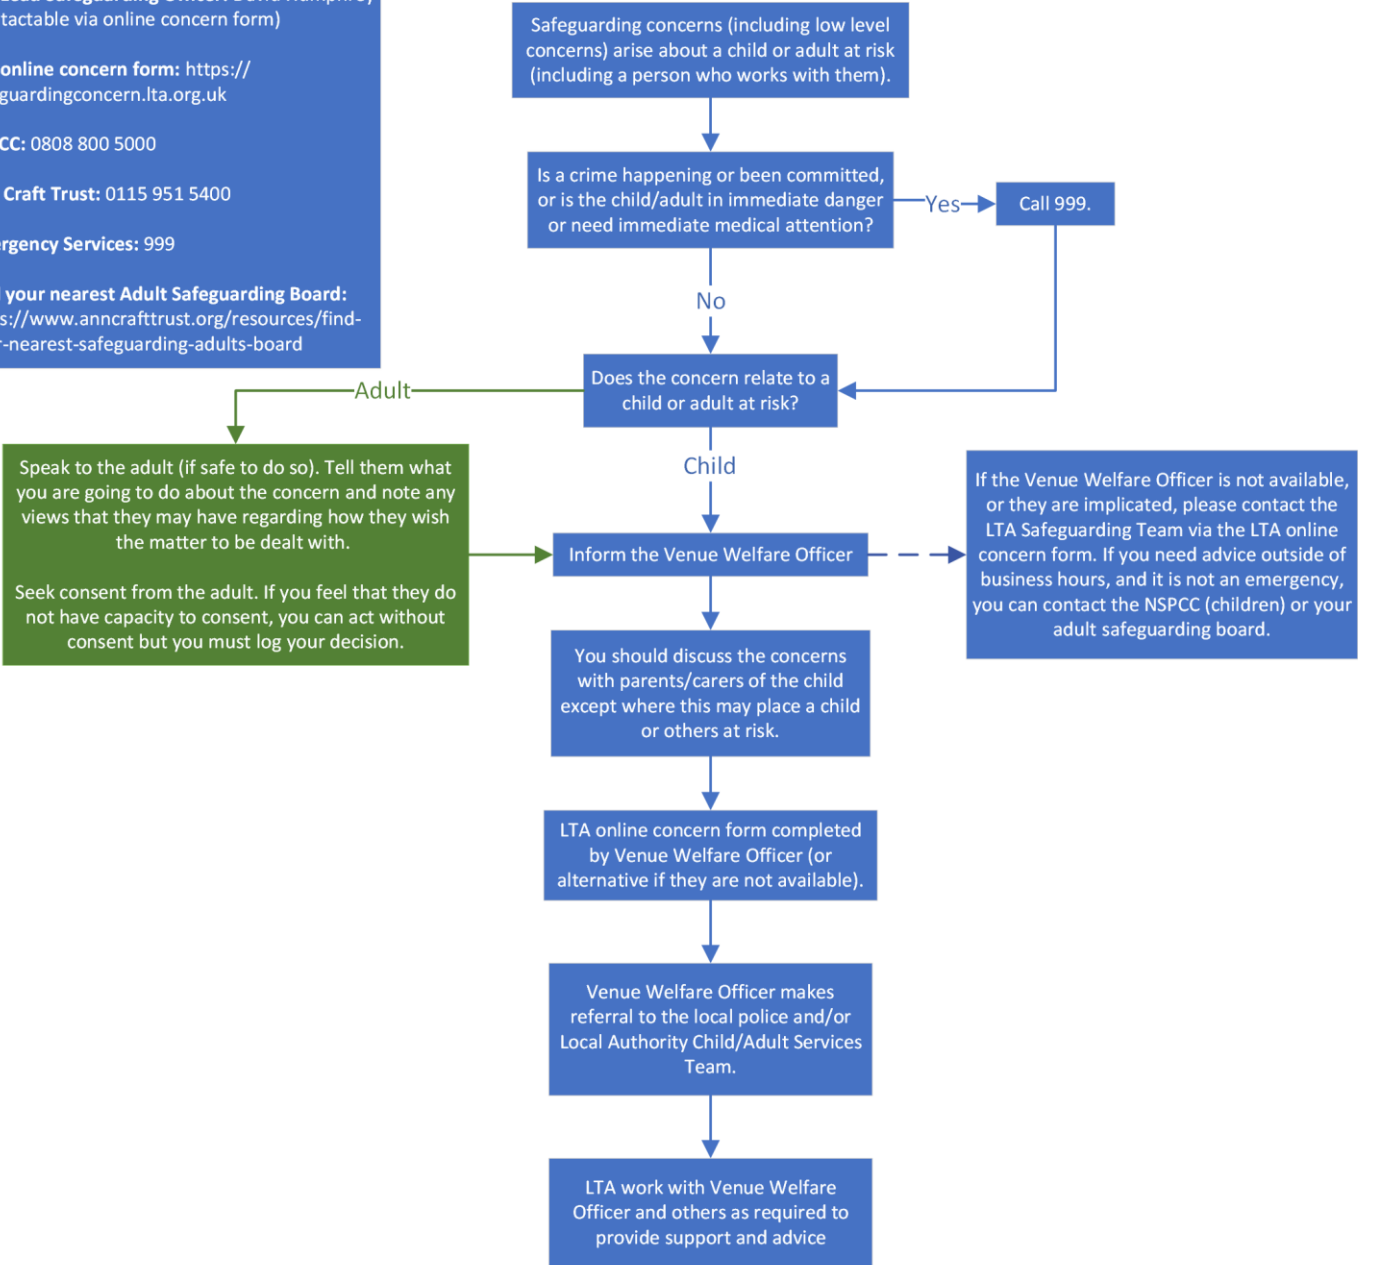 tactable via online concern form)
online concern form: https://
guardingconcern.lta.org.uk
CC: 0808 800 5000
Craft Trust: 0115 951 5400
ergency Services: 999
your nearest Adult Safeguarding Board:
s://www.anncrafttrust.org/resources/find-
r-nearest-safeguarding-adults-board
Safeguarding concerns (including low level
concerns) arise about a child or adult at risk
(including a person who works with them).
Is a crime happening or been committed,
or is the child/adult in immediate danger
or need immediate medical attention?
Yes
Call 999.
No
Does the concern relate to a
child or adult at risk?
Adult
Child
Speak to the adult (if safe to do so). Tell them what
you are going to do about the concern and note any
views that they may have regarding how they wish
the matter to be dealt with.
Seek consent from the adult. If you feel that they do
not have capacity to consent, you can act without
consent but you must log your decision.
Inform the Venue Welfare Officer
If the Venue Welfare Officer is not available,
or they are implicated, please contact the
LTA Safeguarding Team via the LTA online
concern form. If you need advice outside of
business hours, and it is not an emergency,
you can contact the NSPCC (children) or your
adult safeguarding board.
You should discuss the concerns
with parents/carers of the child
except where this may place a child
or others at risk.
LTA online concern form completed
by Venue Welfare Officer (or
alternative if they are not available).
Venue Welfare Officer makes
referral to the local police and/or
Local Authority Child/Adult Services
Team.
LTA work with Venue Welfare
Officer and others as required to
provide support and advice